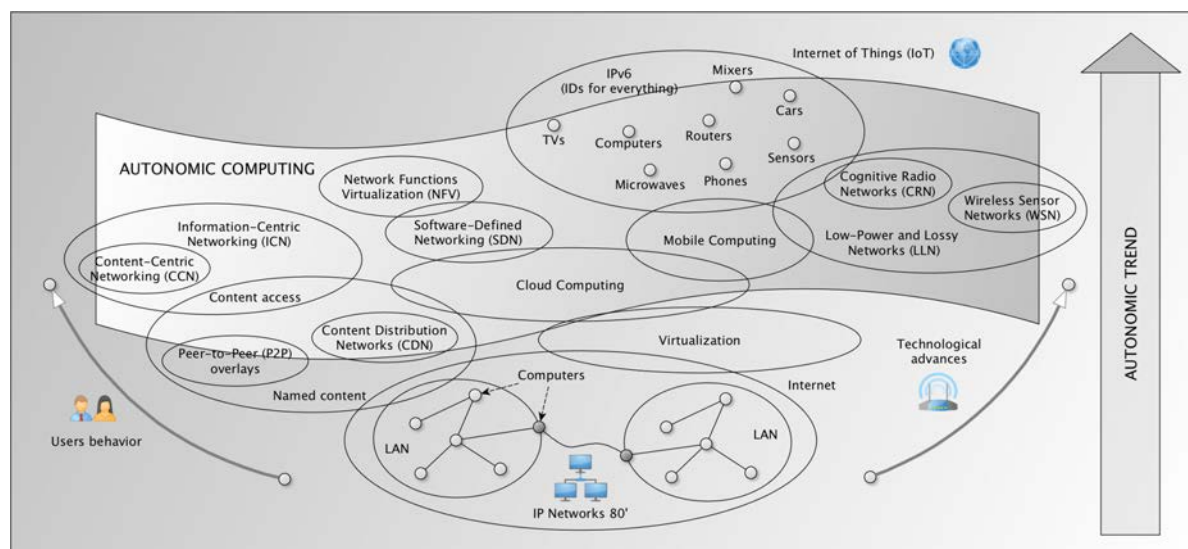 Internet of Things (IoT)
IPv6
(IDs for everything)
Mixers
Cars
TVs
Computers
Routers
Sensors
Microwaves
Phones
AUTONOMIC COMPUTING
Network Functions
Virtualization (NFV)
Cognitive Radio
Networks (CRN)
Wireless Sensor
Networks (WSN)
Information-Centric
Networking (ICN)
Software-Defined
Networking (SDN)
Mobile Computing
Low-Power and Lossy
Networks (LLN)
Content-Centric
Networking (CCN)
Content access
Cloud Computing
Content Distribution
Networks (CDN)
Peer-to-Peer (P2P)
overlays
Virtualization
Technological
advances
Named content
Computers
Internet
Users behavior
LAN
LAN
IP Networks 80'
AUTONOMIC TREND